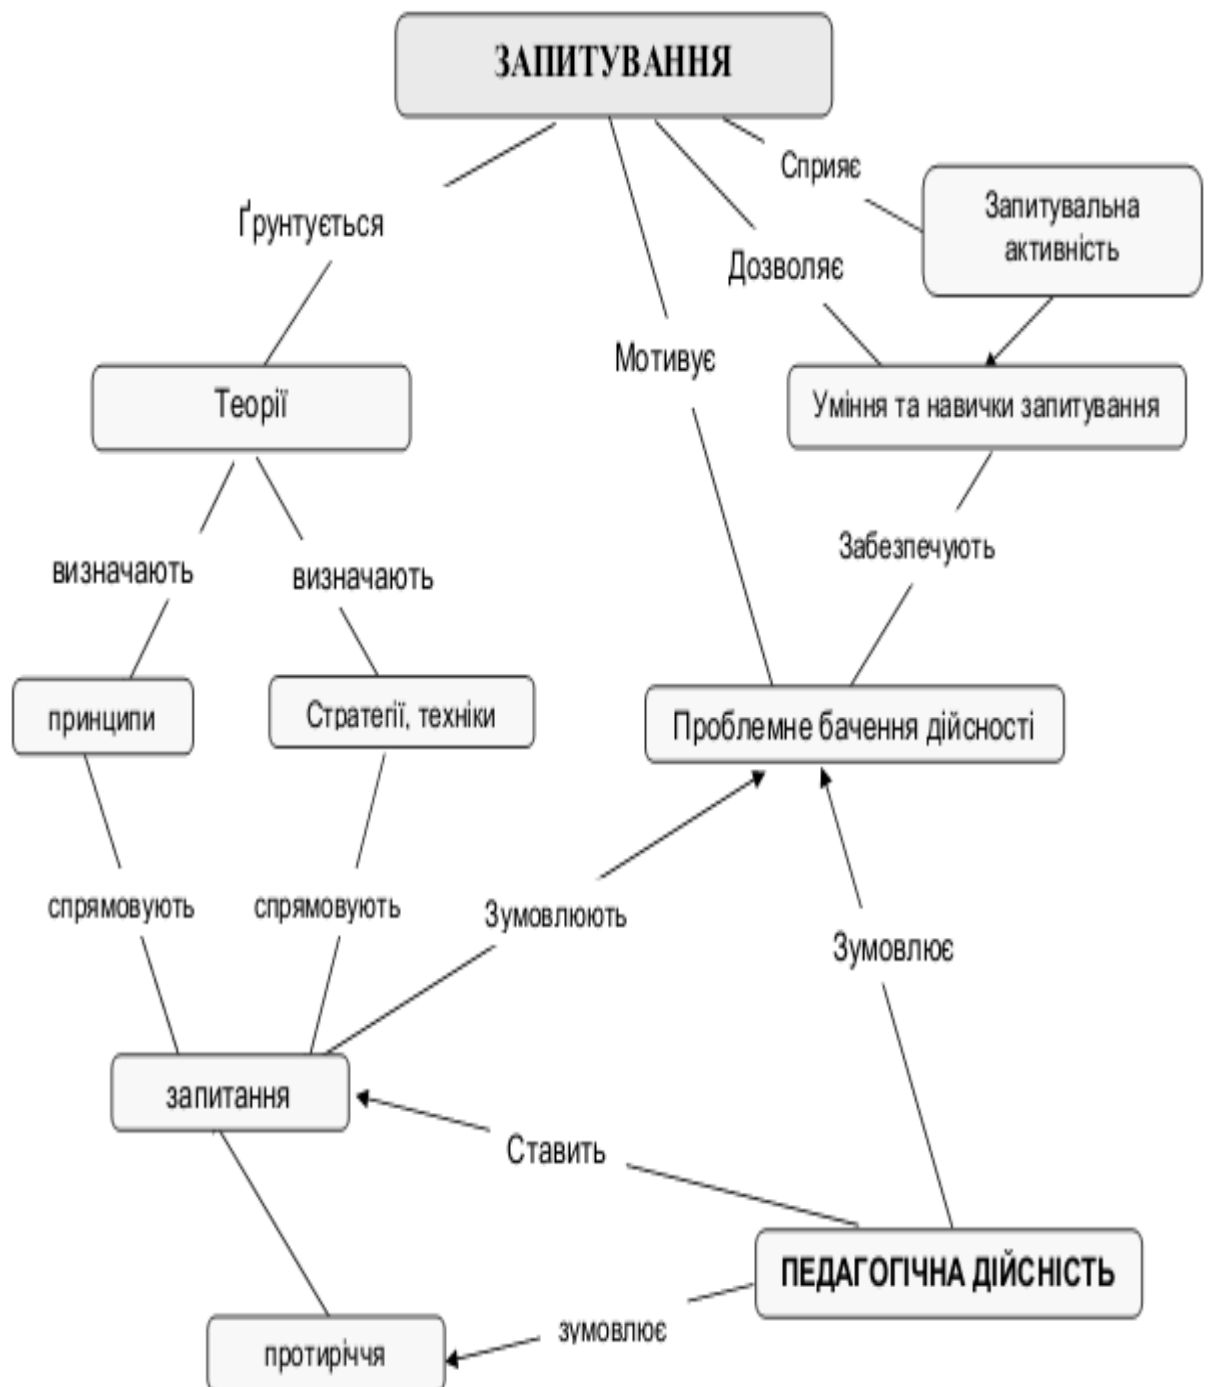 ЗАПИТУВАННЯ
Сприяє
Запитувальна
активність
Ґрунтується
Дозволяє
Мотивує
Теорії
Уміння та навички запитування
визначають
визначають
Забезпечують
принципи
Стратегії, техніки
Проблемне бачення дійсності
спрямовують
спрямовують
Зумовлюють
Зумовлює
запитання
Ставить
ПЕДАГОГІЧНА ДІЙСНІСТЬ
зумовлює
протиріччя